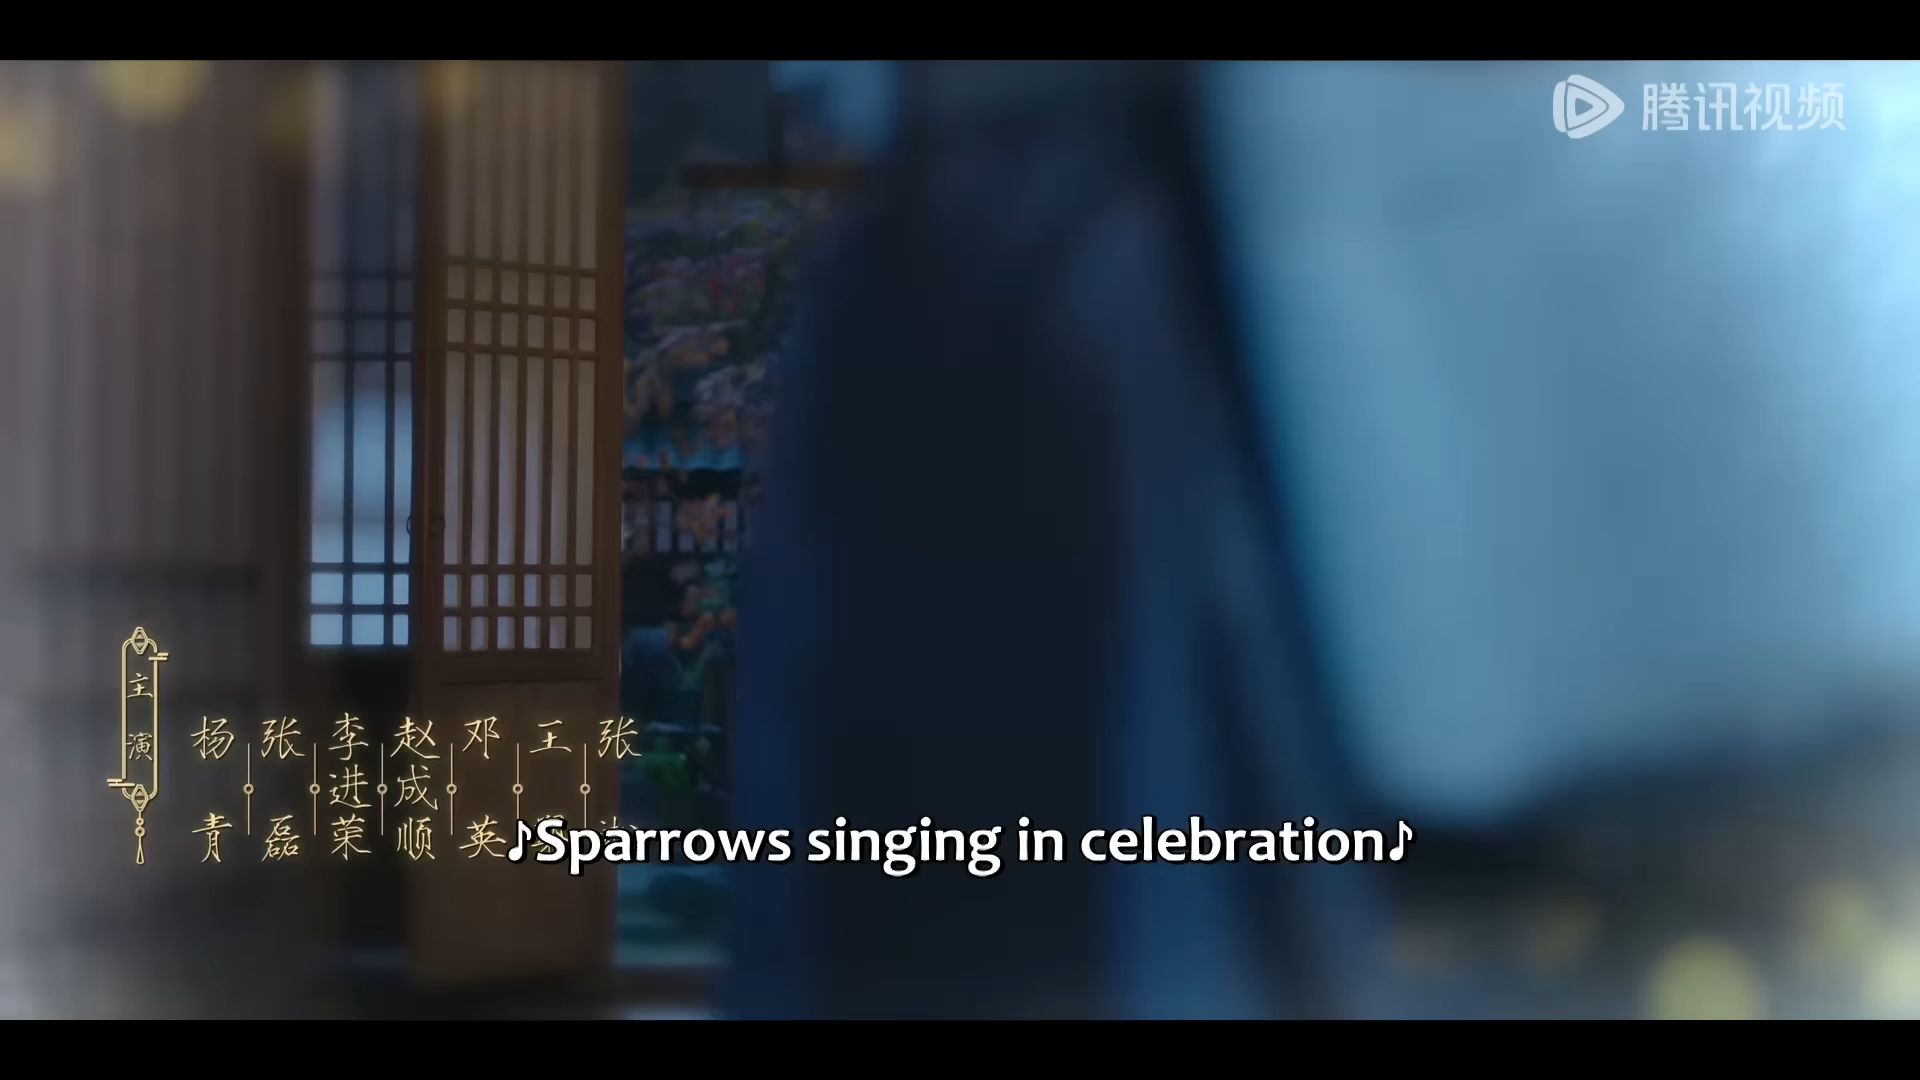 腾讯视频
主演
杨青
张磊
李进荣
赵成顺
邓英
王
张
♪Sparrows singing in celebration♪